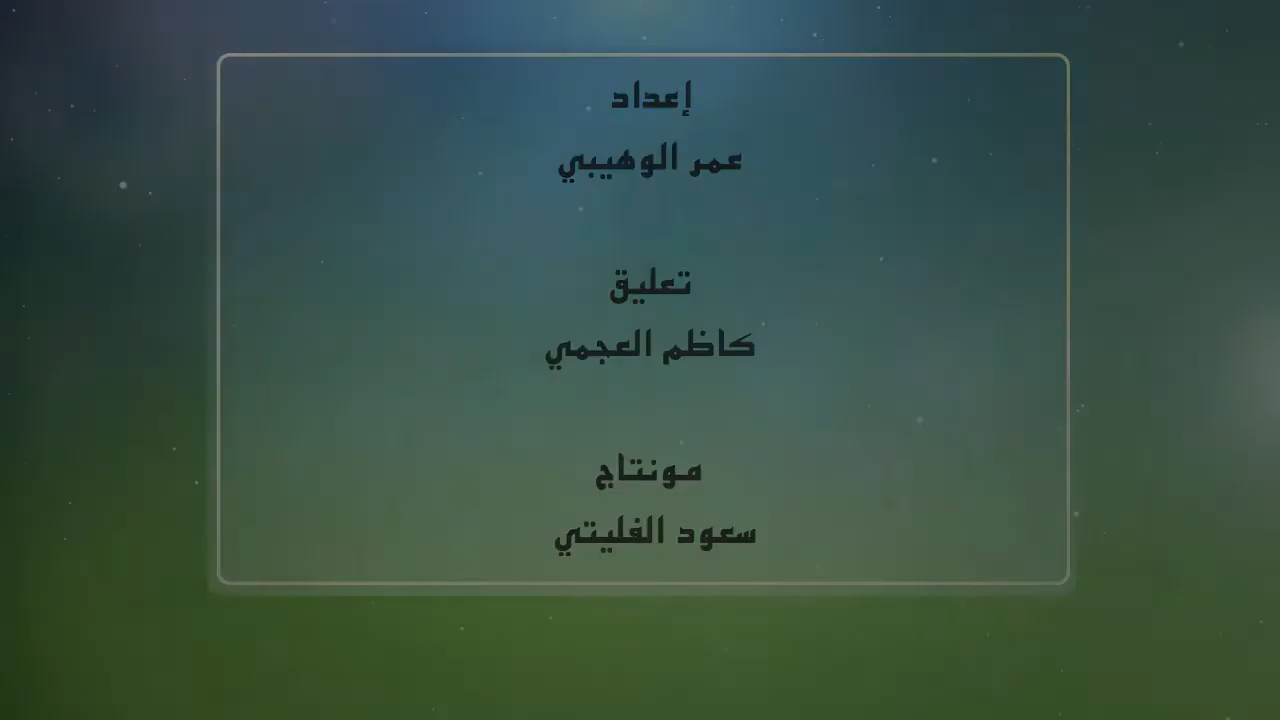 إعداد
عمر الوهيبي
تعليق
كاظم العجمي
مونتاج
سعود الفليتي